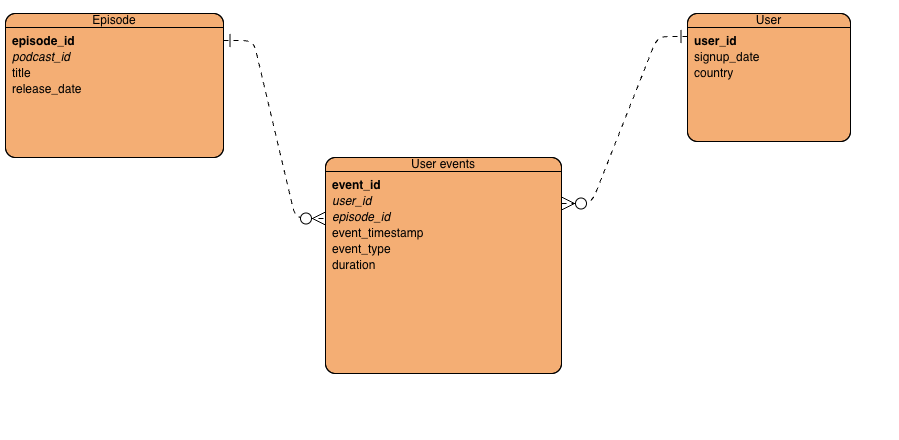 Episode
episode_id
podcast_id
title
release_date
User
user_id
signup_date
country
User events
event_id
user_id
episode_id
event_timestamp
event_type
duration